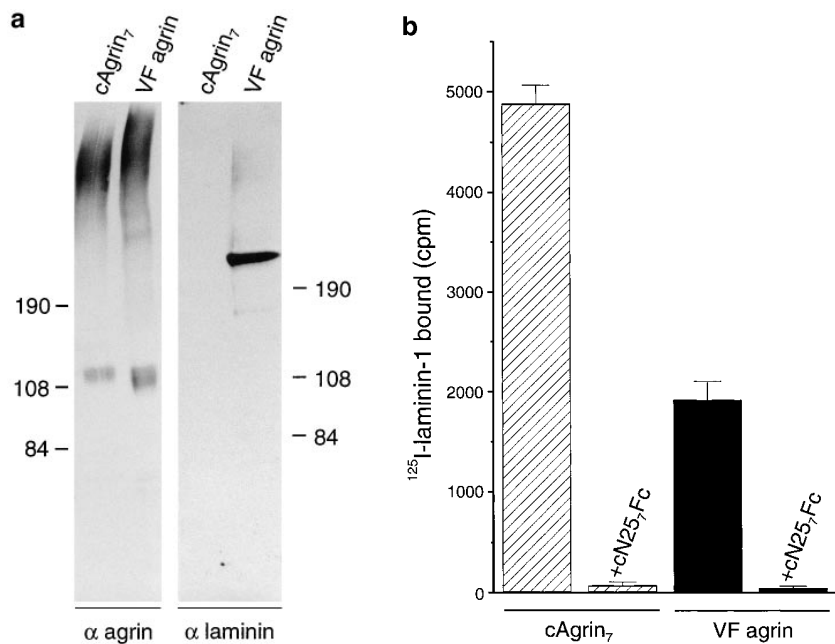 a
cAgrin₇
VF agrin
cAgrin₇
VF agrin
190
108
84
190
108
84
α agrin
α laminin
b
¹²⁵I-laminin-1 bound (cpm)
5000
4000
3000
2000
1000
0
+cN25₇Fc
+cN25₇Fc
cAgrin₇
VF agrin